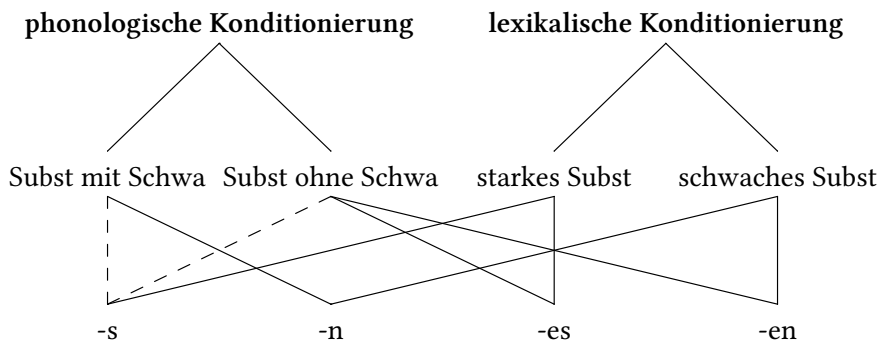 phonologische Konditionierung lexikalische Konditionierung
Subst mit Schwa Subst ohne Schwa starkes Subst schwaches Subst
-s -n -es -en